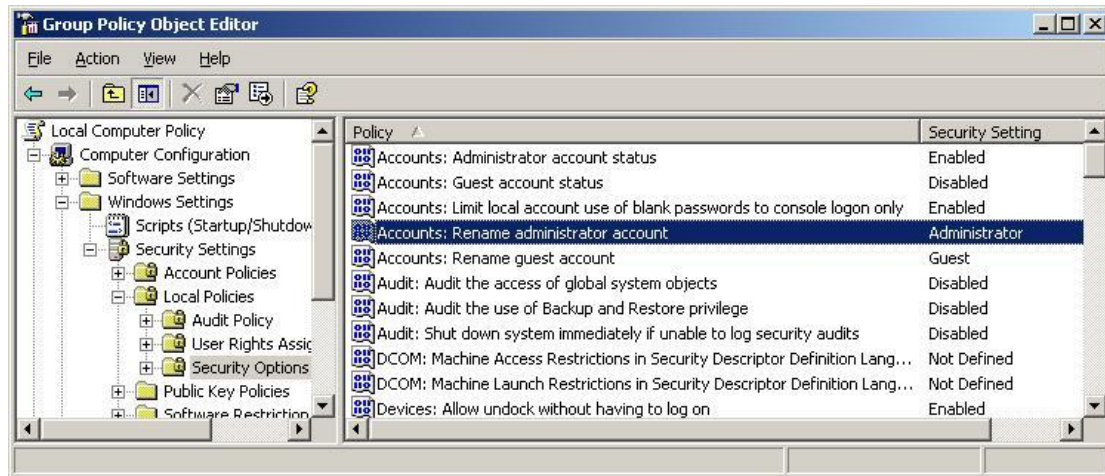 Group Policy Object Editor
File Action View Help
Local Computer Policy
Computer Configuration
Software Settings
Windows Settings
Scripts (Startup/Shutdow
Security Settings
Account Policies
Local Policies
Audit Policy
User Rights Assig
Security Options
Public Key Policies
Software Restriction
Policy Security Setting
Accounts: Administrator account status Enabled
Accounts: Guest account status Disabled
Accounts: Limit local account use of blank passwords to console logon only Enabled
Accounts: Rename administrator account Administrator
Accounts: Rename guest account Guest
Audit: Audit the access of global system objects Disabled
Audit: Audit the use of Backup and Restore privilege Disabled
Audit: Shut down system immediately if unable to log security audits Disabled
DCOM: Machine Access Restrictions in Security Descriptor Definition Lang... Not Defined
DCOM: Machine Launch Restrictions in Security Descriptor Definition Lang... Not Defined
Devices: Allow undock without having to log on Enabled